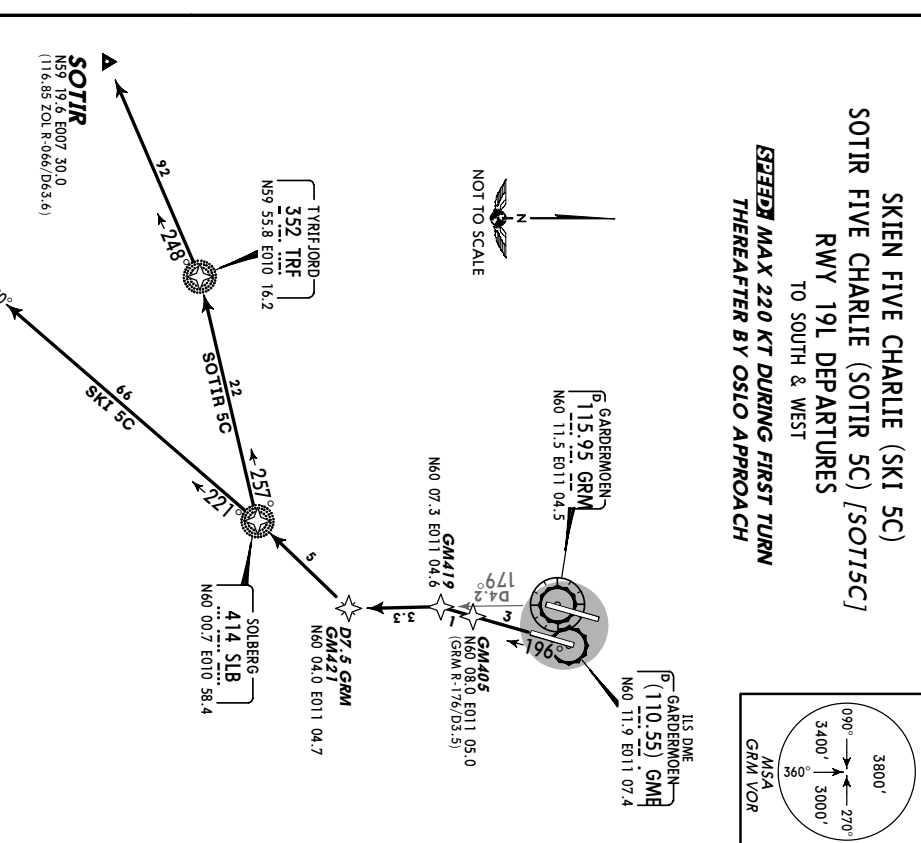 SKIEN FIVE CHARLIE (SKI 5C)
SOTIR FIVE CHARLIE (SOTIR 5C) [SOTI5C]
RWY 19L DEPARTURES
TO SOUTH & WEST
SPEED: MAX 220 KT DURING FIRST TURN
THEREAFTER BY OSLO APPROACH
3800'
090°
270°
3400'
3000'
360°
MSA
GRM VOR
N
NOT TO SCALE
D GARDERMOEN
115.95 GRM
N60 11.5 E011 04.5
ILS DME
GARDERMOEN
D (110.55) GME
N60 11.9 E011 07.4
196°
3
D4.2
179°
GM405
N60 08.0 E011 05.0
(GRM R-176/D3.5)
1
GM419
N60 07.3 E011 04.6
3.3
D7.5 GRM
GM421
N60 04.0 E011 04.7
5
SOLBERG
414 SLB
N60 00.7 E010 58.4
257°
221°
22
SOTIR 5C
66
SKI 5C
TYRIFJORD
352 TRF
N59 55.8 E010 16.2
248°
92
SOTIR
N59 19.6 E007 30.0
(116.85 ZOL R-066/D63.6)